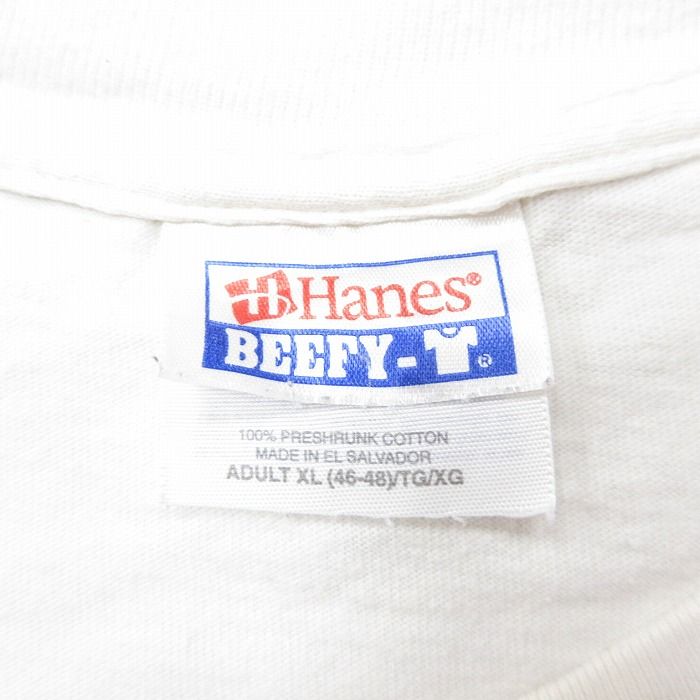 Hanes®
BEEFY-T®
100% PRESHRUNK COTTON
MADE IN EL SALVADOR
ADULT XL (46-48)/TG/XG